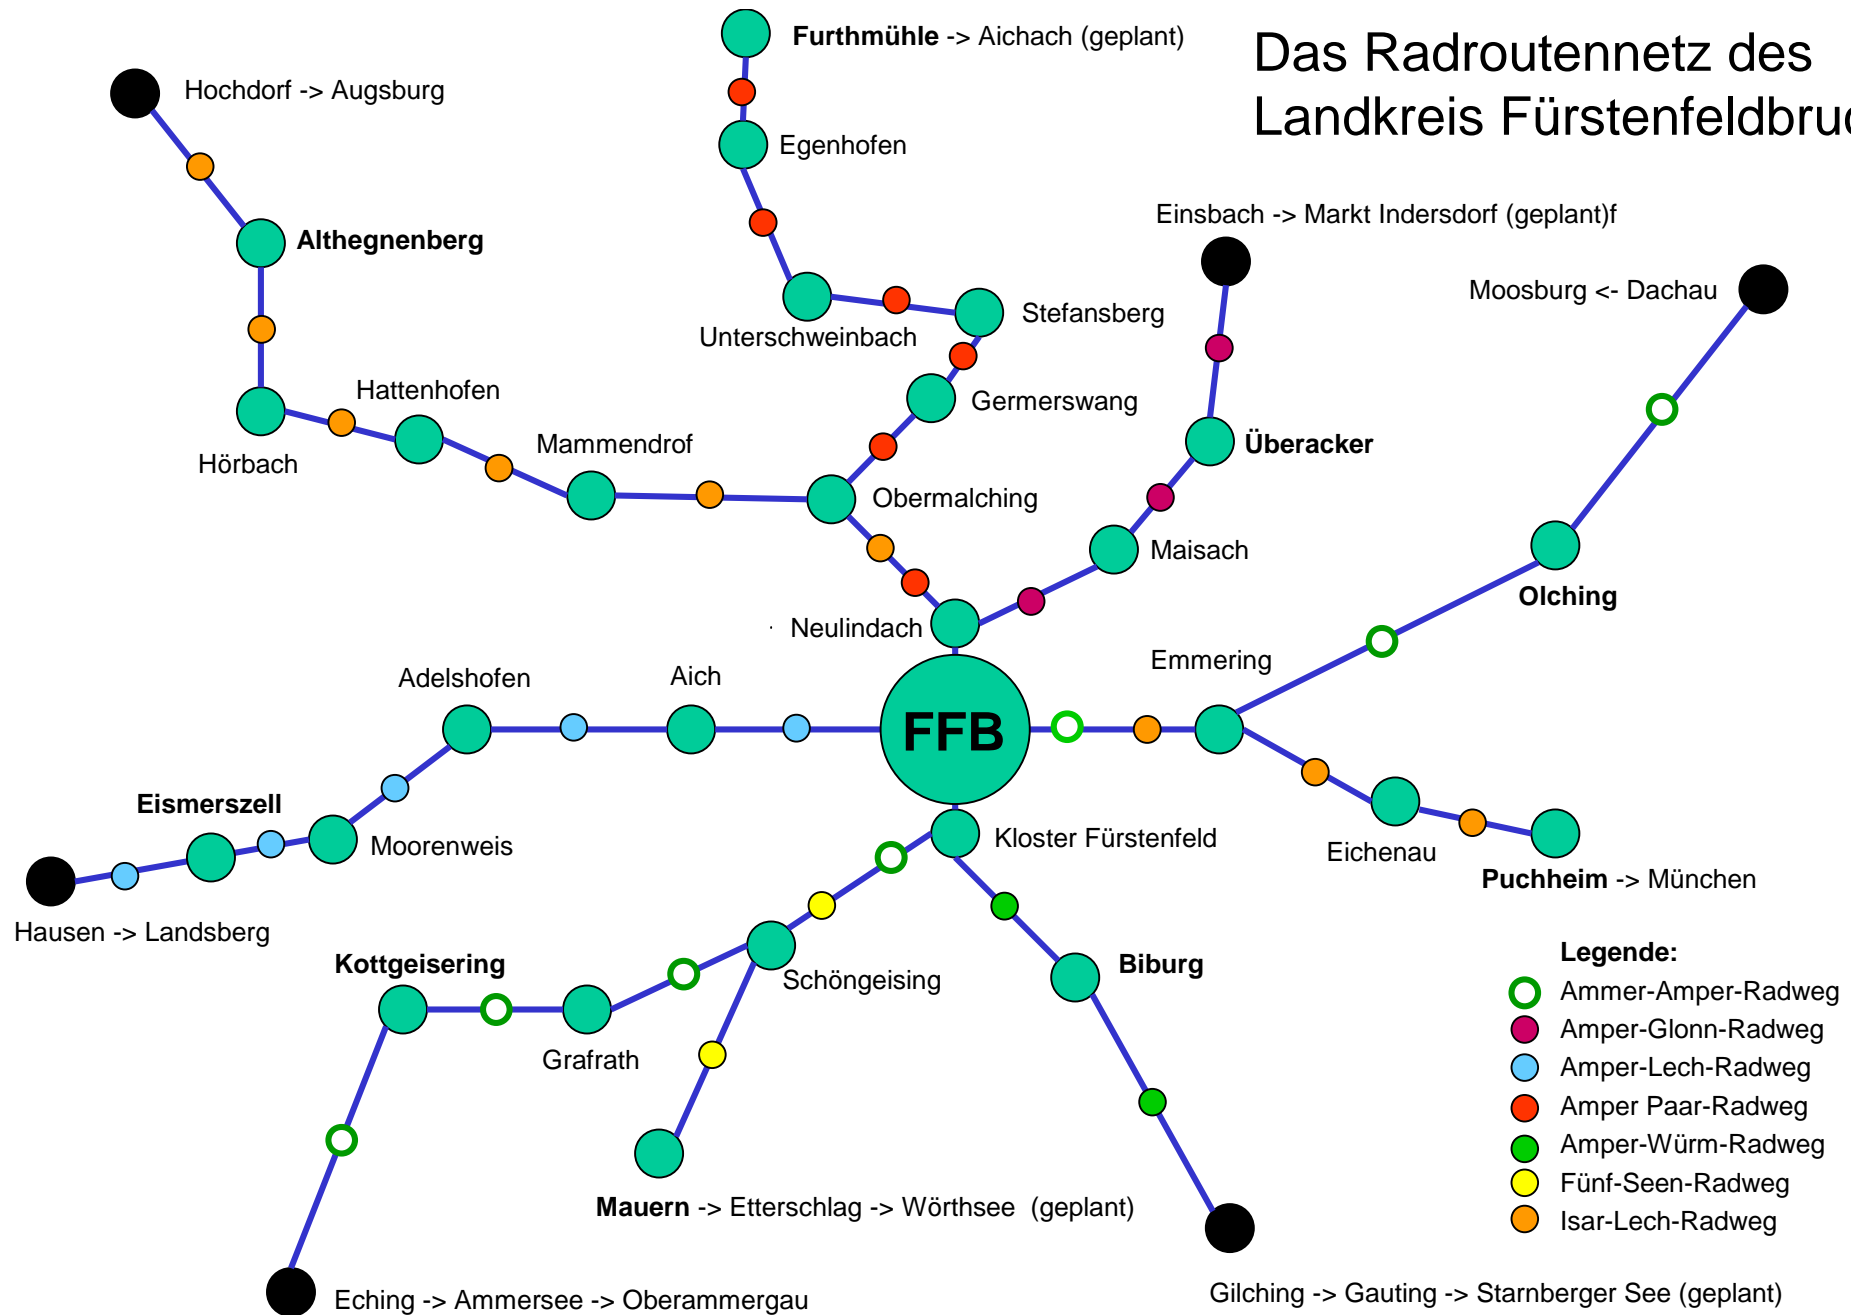 Das Radroutennetz des
Landkreis Fürstenfeldbruc
Furthmühle -> Aichach (geplant)
Hochdorf -> Augsburg
Egenhofen
Einsbach -> Markt Indersdorf (geplant)f
Althegnenberg
Moosburg <- Dachau
Stefansberg
Unterschweinbach
Hattenhofen
Germerswang
Mammendrof
Überacker
Hörbach
Obermalching
Maisach
Olching
Neulindach
Emmering
Adelshofen
Aich
FFB
Eismerszell
Moorenweis
Kloster Fürstenfeld
Eichenau
Puchheim -> München
Hausen -> Landsberg
Kottgeisering
Schöngeising
Biburg
Grafrath
Legende:
Ammer-Amper-Radweg
Amper-Glonn-Radweg
Amper-Lech-Radweg
Amper Paar-Radweg
Amper-Würm-Radweg
Fünf-Seen-Radweg
Isar-Lech-Radweg
Mauern -> Etterschlag -> Wörthsee (geplant)
Eching -> Ammersee -> Oberammergau
Gilching -> Gauting -> Starnberger See (geplant)